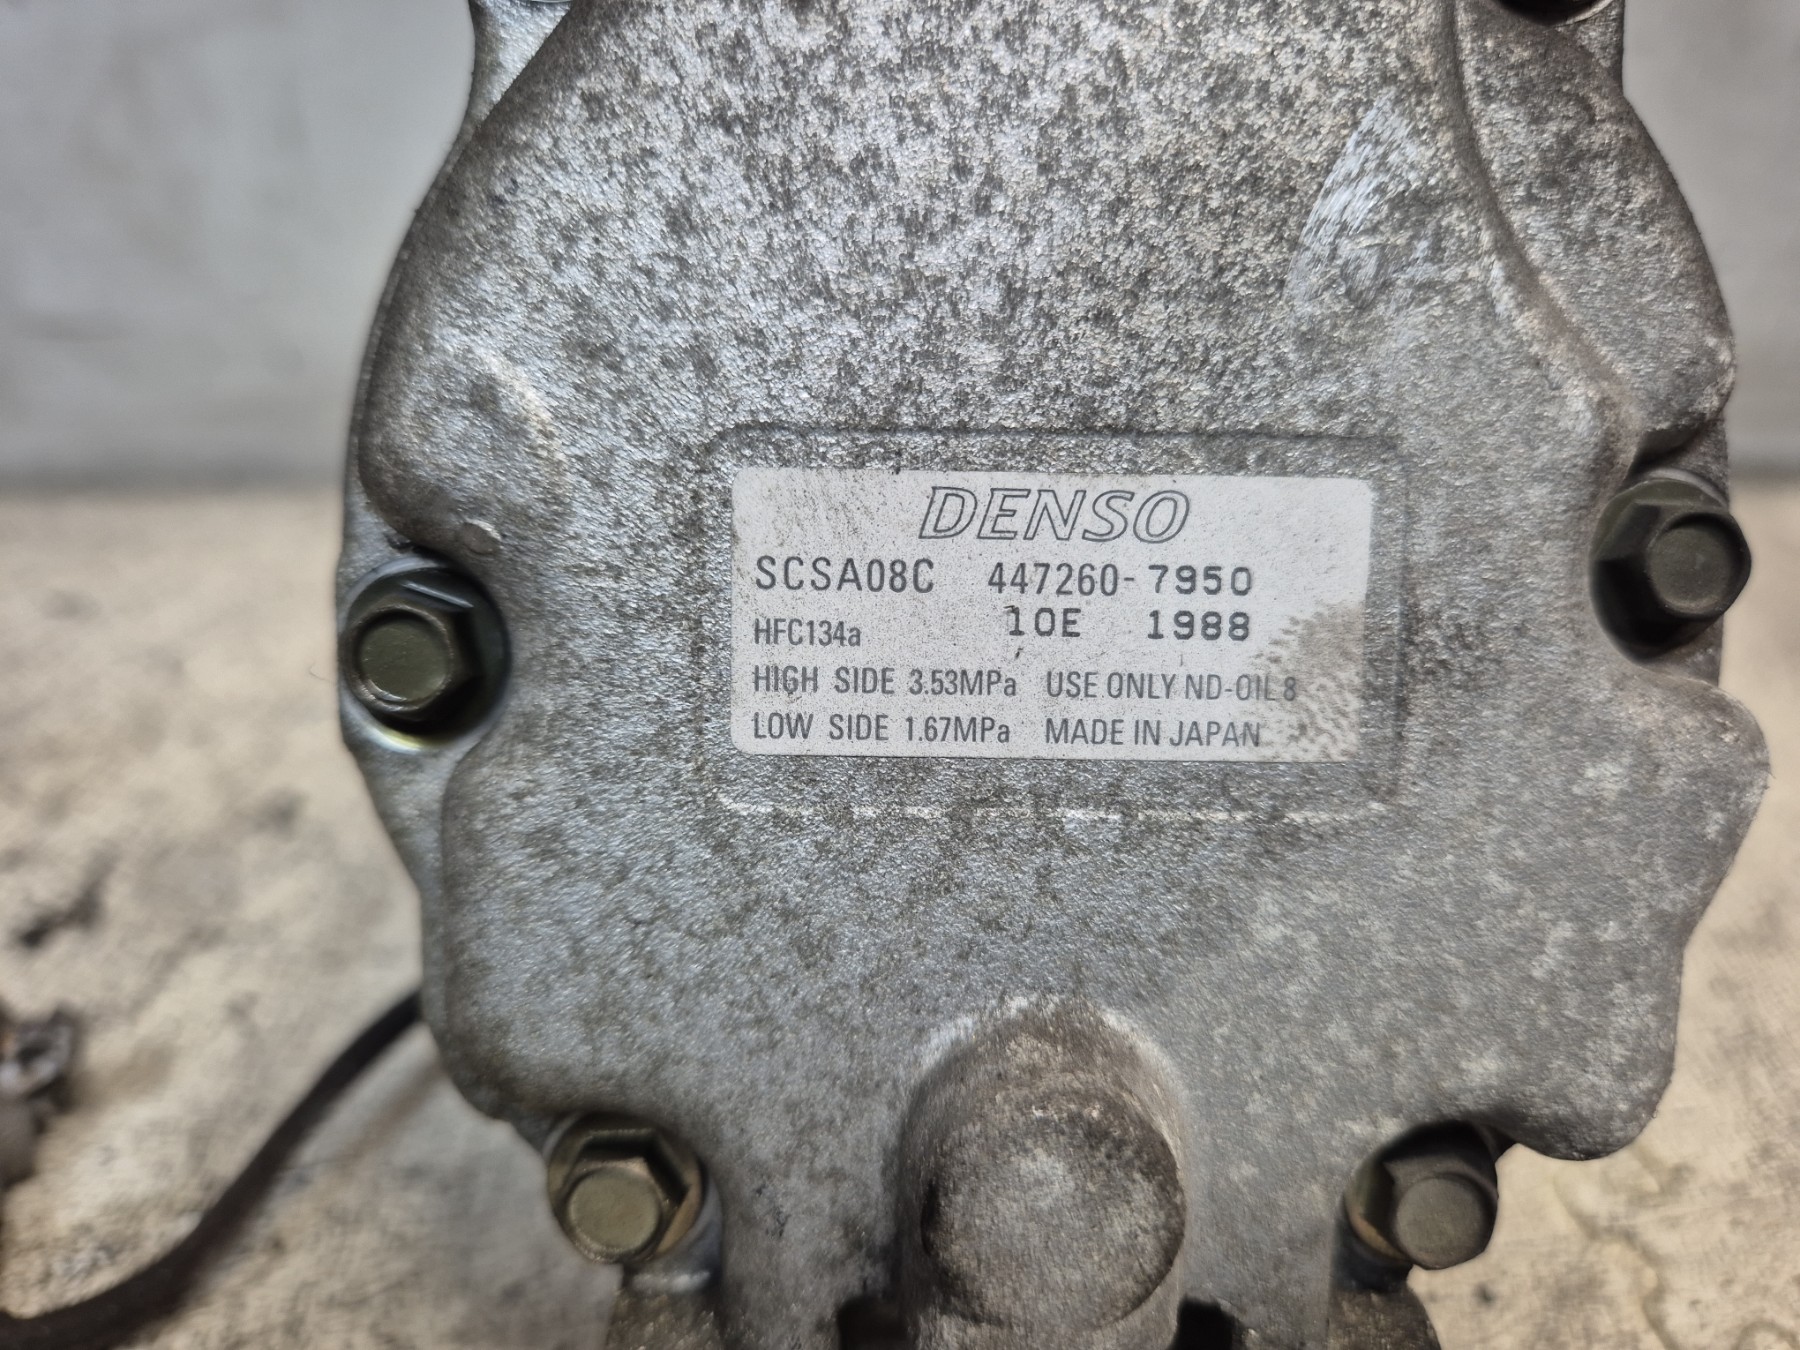 DENSO
SCSA08C 447260-7950
HFC134a 10E 1988
HIGH SIDE 3.53MPa USE ONLY ND-OIL 8
LOW SIDE 1.67MPa MADE IN JAPAN